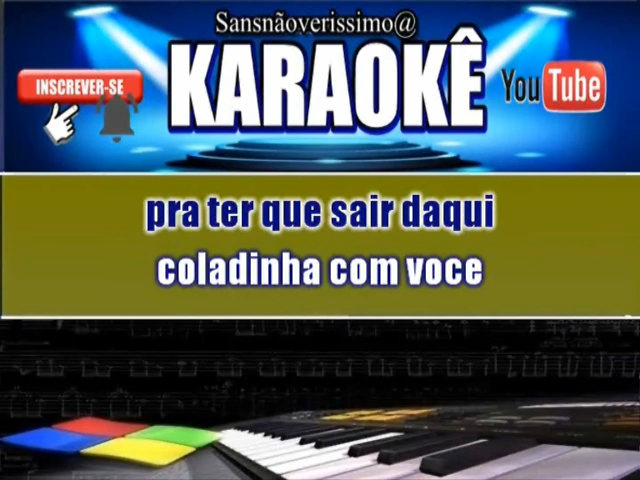 Sansnãoverissimo@
KARAOKÊ
INSCREVER-SE
YouTube
pra ter que sair daqui
coladinha com voce